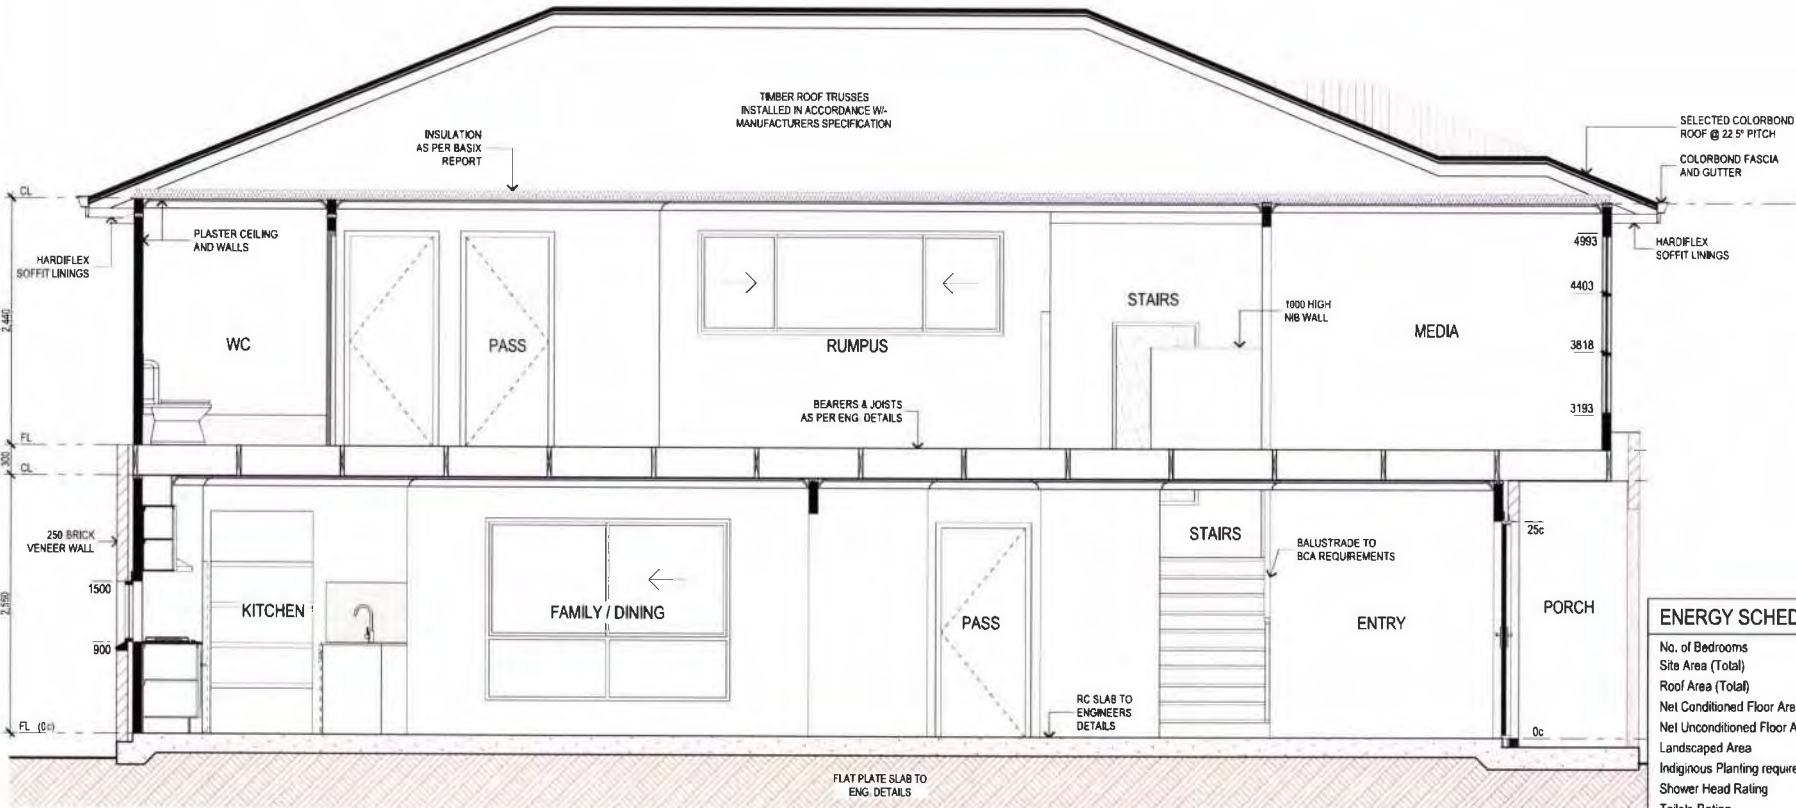 TIMBER ROOF TRUSSES
INSTALLED IN ACCORDANCE W/-
MANUFACTURERS SPECIFICATION
INSULATION
AS PER BASIX
REPORT
SELECTED COLORBOND
ROOF @ 22.5° PITCH
COLORBOND FASCIA
AND GUTTER
CL
PLASTER CEILING
AND WALLS
HARDIFLEX
SOFFIT LININGS
HARDIFLEX
SOFFIT LININGS
4993
4403
3818
3193
2,440
WC
PASS
RUMPUS
STAIRS
1000 HIGH
NIB WALL
MEDIA
BEARERS & JOISTS
AS PER ENG. DETAILS
FL
300
CL
250 BRICK
VENEER WALL
1500
900
KITCHEN
FAMILY / DINING
PASS
STAIRS
BALUSTRADE TO
BCA REQUIREMENTS
ENTRY
25c
PORCH
0c
RC SLAB TO
ENGINEERS
DETAILS
FL (0c)
FLAT PLATE SLAB TO
ENG. DETAILS
ENERGY SCHED
No. of Bedrooms
Site Area (Total)
Roof Area (Total)
Net Conditioned Floor Area
Net Unconditioned Floor A
Landscaped Area
Indiginous Planting require
Shower Head Rating